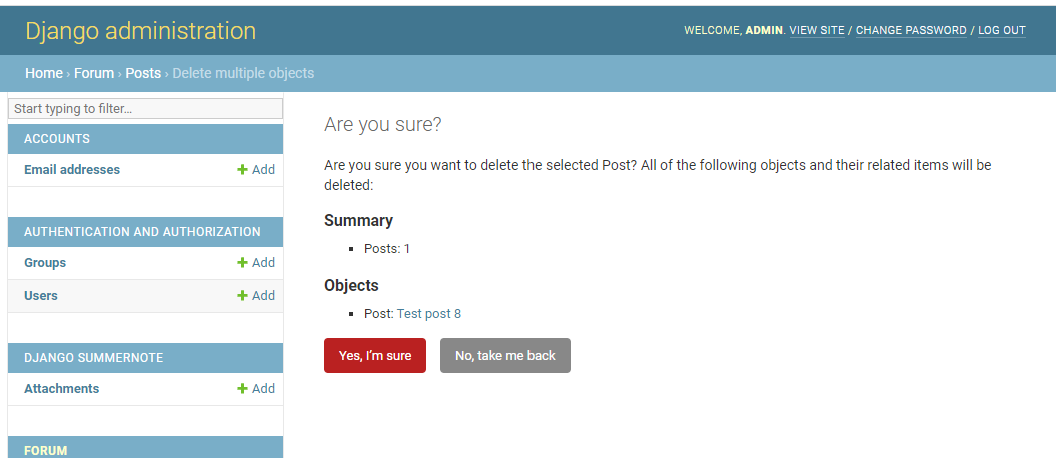 Django administration
WELCOME, ADMIN. VIEW SITE / CHANGE PASSWORD / LOG OUT
Home › Forum › Posts › Delete multiple objects
Start typing to filter...
ACCOUNTS
Email addresses + Add
AUTHENTICATION AND AUTHORIZATION
Groups + Add
Users + Add
DJANGO SUMMERNOTE
Attachments + Add
FORUM
Are you sure?
Are you sure you want to delete the selected Post? All of the following objects and their related items will be
deleted:
Summary
▪ Posts: 1
Objects
▪ Post: Test post 8
Yes, I'm sure No, take me back